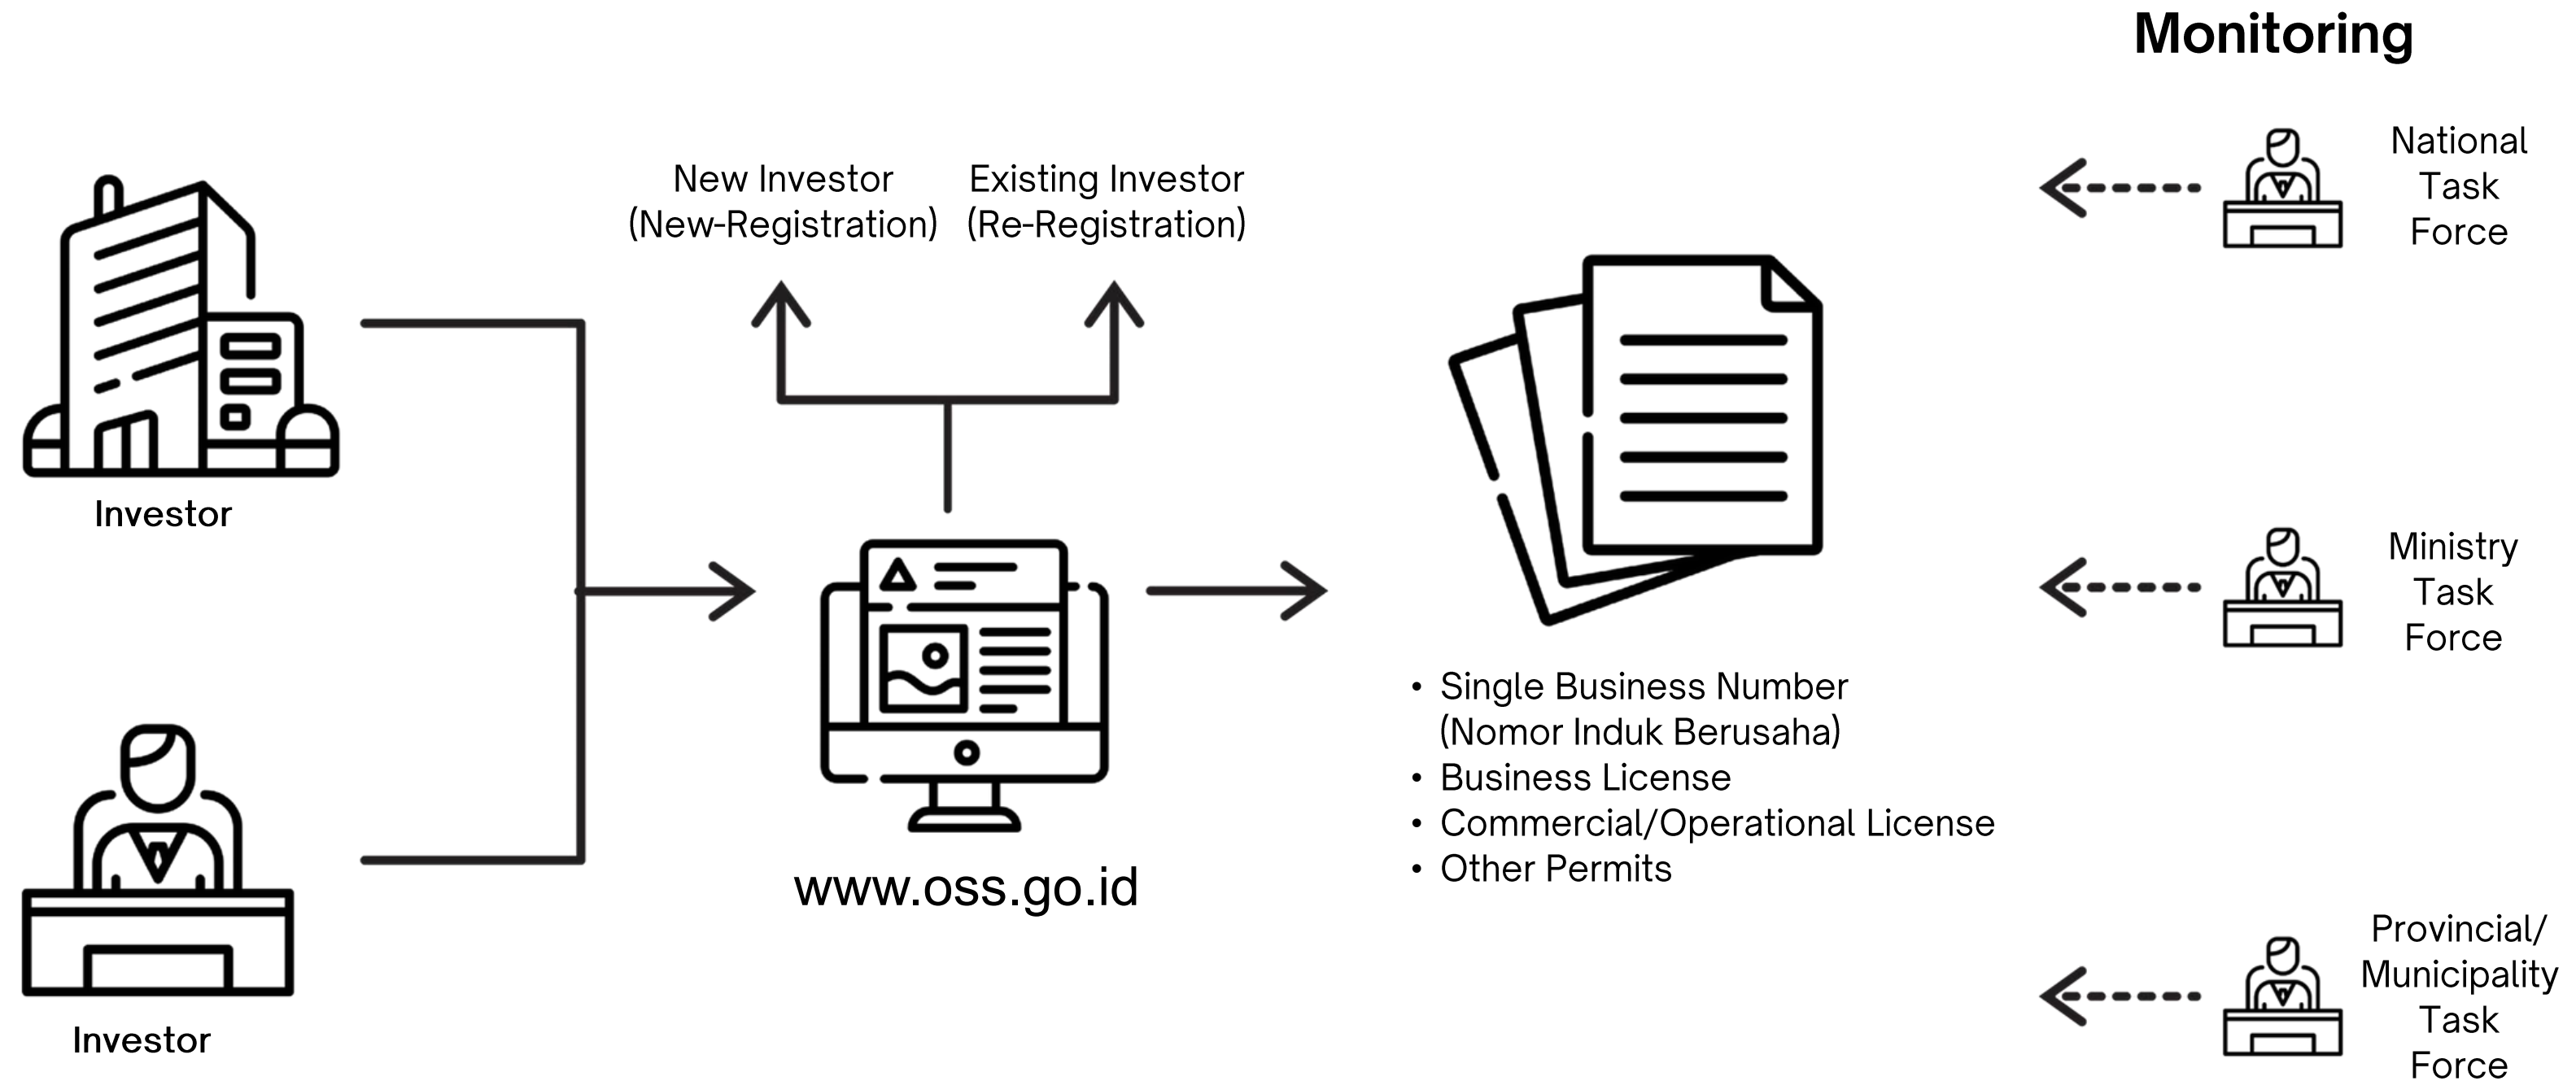 Monitoring
Investor
Investor
New Investor
(New-Registration)
Existing Investor
(Re-Registration)
www.oss.go.id
• Single Business Number
(Nomor Induk Berusaha)
• Business License
• Commercial/Operational License
• Other Permits
National
Task
Force
Ministry
Task
Force
Provincial/
Municipality
Task
Force